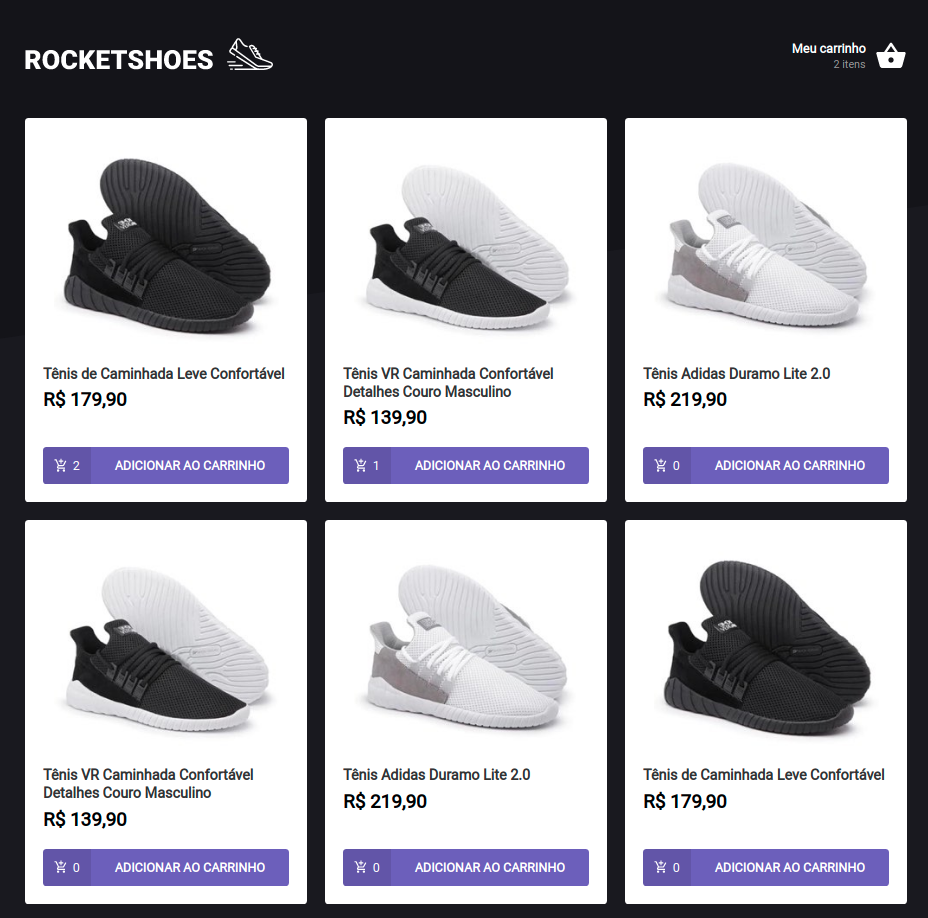 ROCKETSHOES
Meu carrinho
2 itens
Tênis de Caminhada Leve Confortável
R$ 179,90
2 ADICIONAR AO CARRINHO
Tênis VR Caminhada Confortável
Detalhes Couro Masculino
R$ 139,90
1 ADICIONAR AO CARRINHO
Tênis Adidas Duramo Lite 2.0
R$ 219,90
0 ADICIONAR AO CARRINHO
Tênis VR Caminhada Confortável
Detalhes Couro Masculino
R$ 139,90
0 ADICIONAR AO CARRINHO
Tênis Adidas Duramo Lite 2.0
R$ 219,90
0 ADICIONAR AO CARRINHO
Tênis de Caminhada Leve Confortável
R$ 179,90
0 ADICIONAR AO CARRINHO